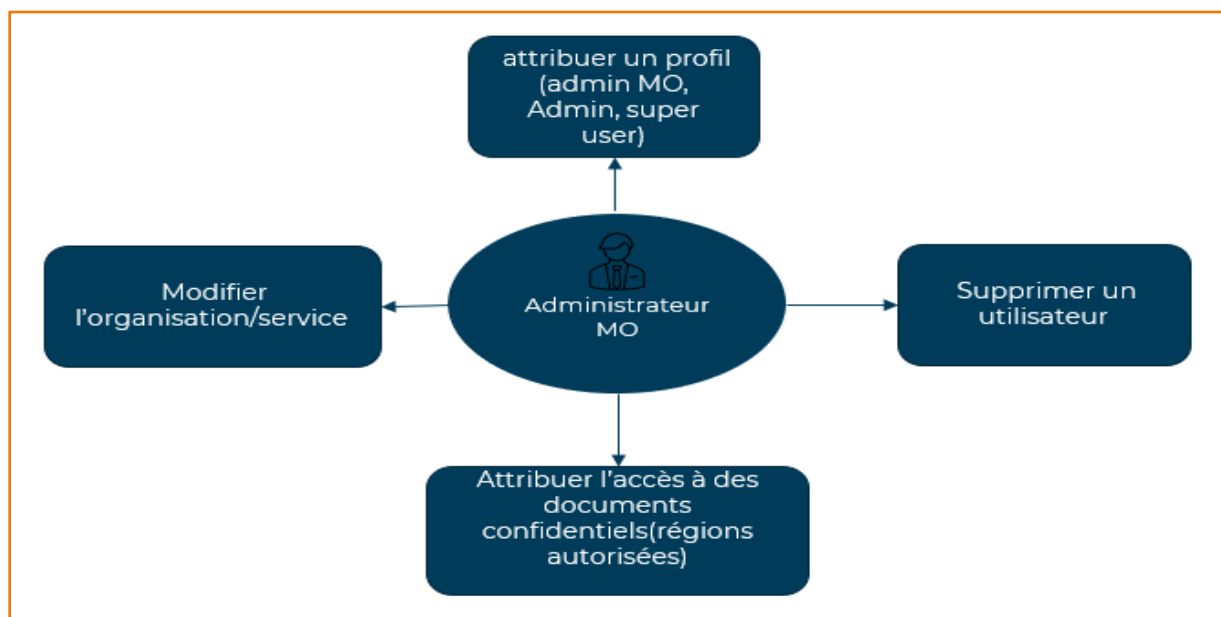 attribuer un profil
(admin MO,
Admin, super
user)
Modifier
l'organisation/service
Administrateur
MO
Supprimer un
utilisateur
Attribuer l'accès à des
documents
confidentiels(régions
autorisées)